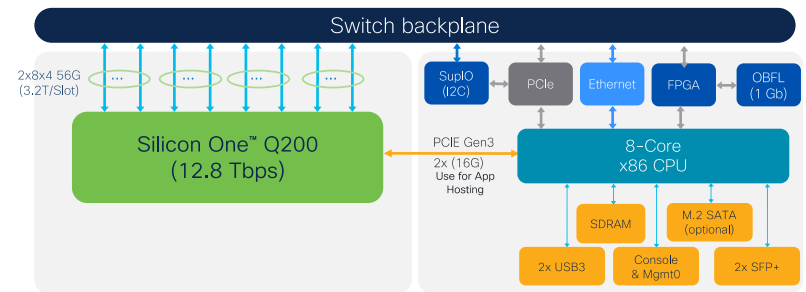 Switch backplane
2x8x4 56G
(3.2T/Slot)
...
...
...
...
SupIO
(I2C)
PCIe
Ethernet
FPGA
OBFL
(1 Gb)
Silicon One™ Q200
(12.8 Tbps)
PCIE Gen3
2x (16G)
Use for App
Hosting
8-Core
x86 CPU
SDRAM
M.2 SATA
(optional)
2x USB3
Console
& Mgmt0
2x SFP+